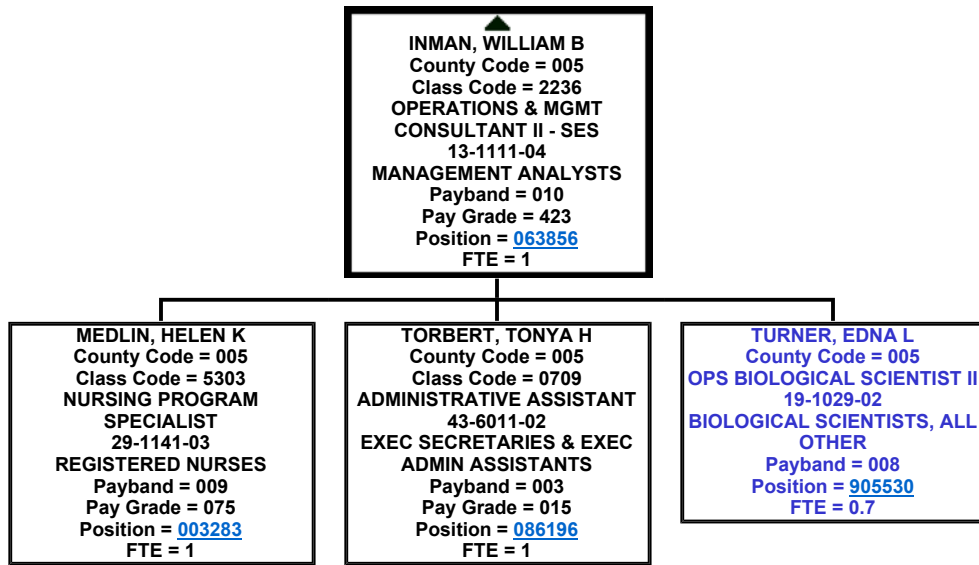 INMAN, WILLIAM B
County Code = 005
Class Code = 2236
OPERATIONS & MGMT
CONSULTANT II - SES
13-1111-04
MANAGEMENT ANALYSTS
Payband = 010
Pay Grade = 423
Position = 063856
FTE = 1
MEDLIN, HELEN K
County Code = 005
Class Code = 5303
NURSING PROGRAM
SPECIALIST
29-1141-03
REGISTERED NURSES
Payband = 009
Pay Grade = 075
Position = 003283
FTE = 1
TORBERT, TONYA H
County Code = 005
Class Code = 0709
ADMINISTRATIVE ASSISTANT
43-6011-02
EXEC SECRETARIES & EXEC
ADMIN ASSISTANTS
Payband = 003
Pay Grade = 015
Position = 086196
FTE = 1
TURNER, EDNA L
County Code = 005
OPS BIOLOGICAL SCIENTIST II
19-1029-02
BIOLOGICAL SCIENTISTS, ALL
OTHER
Payband = 008
Position = 905530
FTE = 0.7